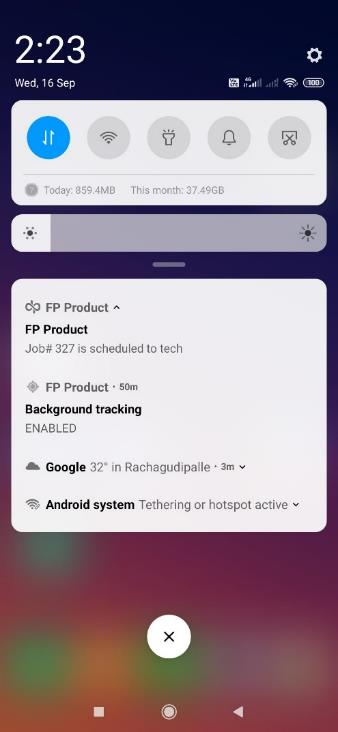 2:23
Wed, 16 Sep
4G
100
Today: 859.4MB This month: 37.49GB
FP Product
FP Product
Job# 327 is scheduled to tech
FP Product · 50m
Background tracking
ENABLED
Google 32° in Rachagudipalle · 3m
Android system Tethering or hotspot active